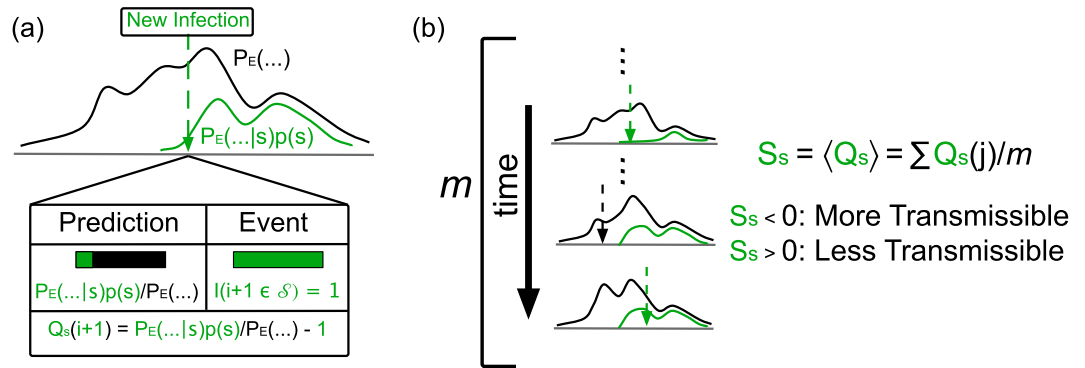 (a)
New Infection
PE(...)
PE(...|s)p(s)
Prediction
Event
PE(...|s)p(s)/PE(...)
I(i+1 ϵ 𝒮) = 1
Qs(i+1) = PE(...|s)p(s)/PE(...) - 1
(b)
m
time
Ss = ⟨Qs⟩ = ∑ Qs(j)/m
Ss < 0: More Transmissible
Ss > 0: Less Transmissible